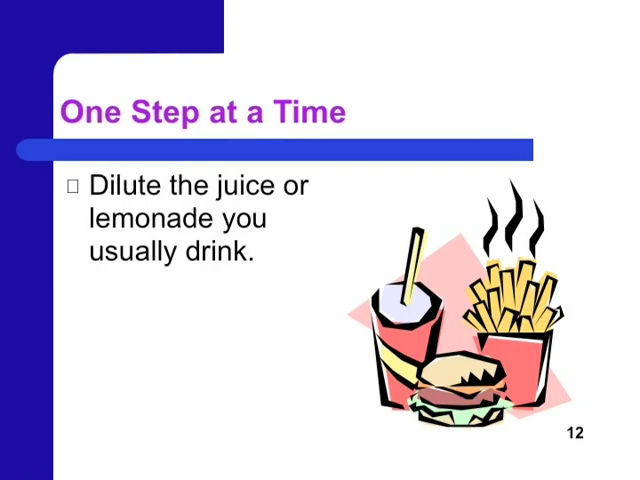 One Step at a Time
Dilute the juice or
lemonade you
usually drink.
12